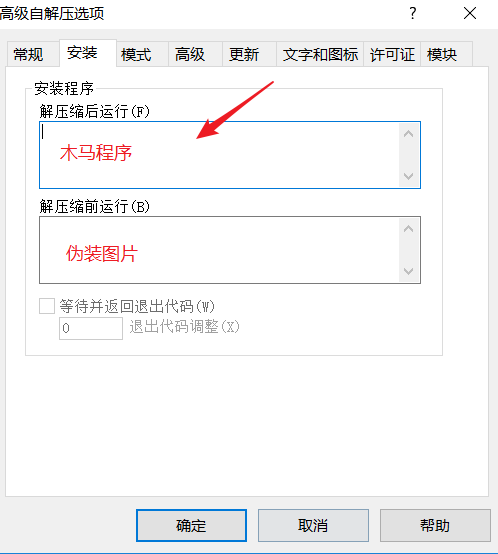 高级自解压选项
?
常规 安装 模式 高级 更新 文字和图标 许可证 模块
安装程序
解压缩后运行(F)
木马程序
解压缩前运行(B)
伪装图片
等待并返回退出代码(W)
0 退出代码调整(X)
确定 取消 帮助